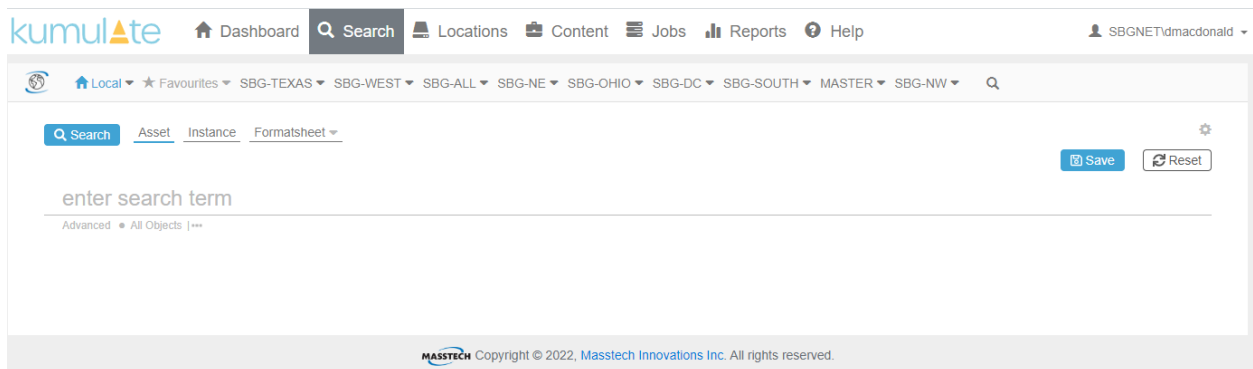 kumulate Dashboard Search Locations Content Jobs Reports Help SBGNET\dmacdonald
Local Favourites SBG-TEXAS SBG-WEST SBG-ALL SBG-NE SBG-OHIO SBG-DC SBG-SOUTH MASTER SBG-NW
Search Asset Instance Formatsheet
Save Reset
enter search term
Advanced ● All Objects |•••
MASSTECH Copyright © 2022, Masstech Innovations Inc. All rights reserved.